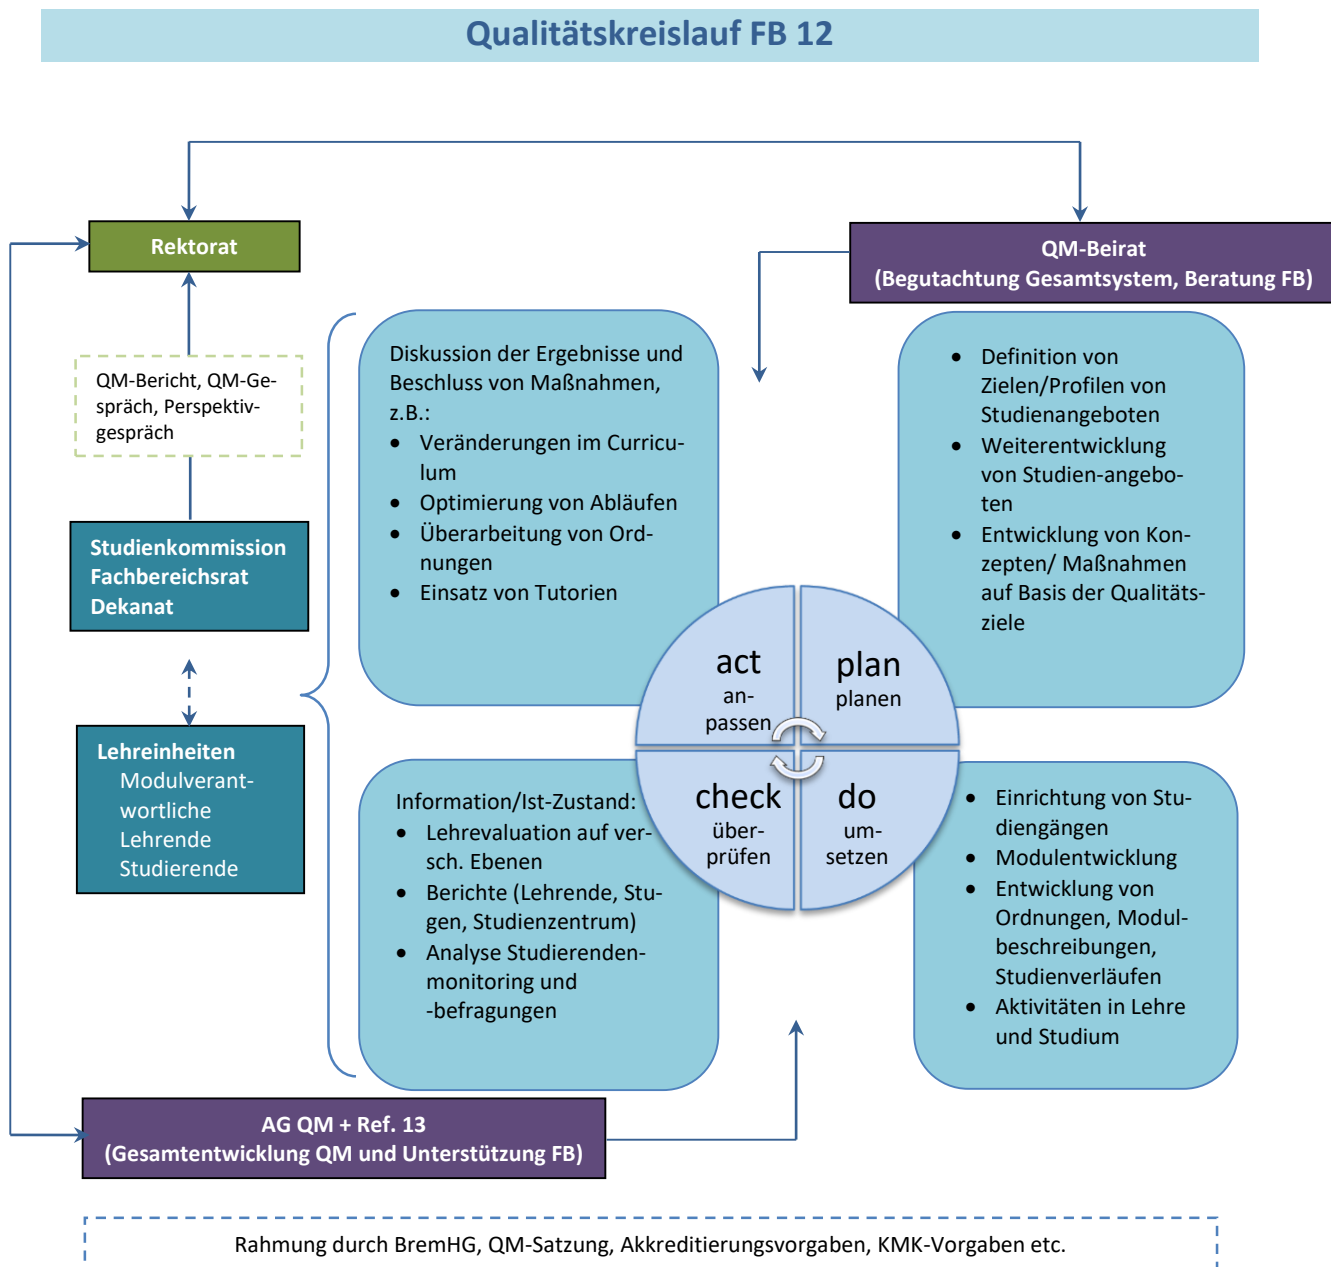 Qualitätskreislauf FB 12
Rektorat
QM-Beirat
(Begutachtung Gesamtsystem, Beratung FB)
QM-Bericht, QM-Ge-
spräch, Perspektiv-
gespräch
Studienkommission
Fachbereichsrat
Dekanat
Lehreinheiten
Modulverant-
wortliche
Lehrende
Studierende
Diskussion der Ergebnisse und
Beschluss von Maßnahmen,
z.B.:
• Veränderungen im Curricu-
lum
• Optimierung von Abläufen
• Überarbeitung von Ord-
nungen
• Einsatz von Tutorien
• Definition von
Zielen/Profilen von
Studienangeboten
• Weiterentwicklung
von Studien-angebo-
ten
• Entwicklung von Kon-
zepten/ Maßnahmen
auf Basis der Qualitäts-
ziele
act
an-
passen
plan
planen
check
über-
prüfen
do
um-
setzen
Information/Ist-Zustand:
• Lehrevaluation auf ver-
sch. Ebenen
• Berichte (Lehrende, Stu-
gen, Studienzentrum)
• Analyse Studierenden-
monitoring und
-befragungen
• Einrichtung von Stu-
diengängen
• Modulentwicklung
• Entwicklung von
Ordnungen, Modul-
beschreibungen,
Studienverläufen
• Aktivitäten in Lehre
und Studium
AG QM + Ref. 13
(Gesamtentwicklung QM und Unterstützung FB)
Rahmung durch BremHG, QM-Satzung, Akkreditierungsvorgaben, KMK-Vorgaben etc.